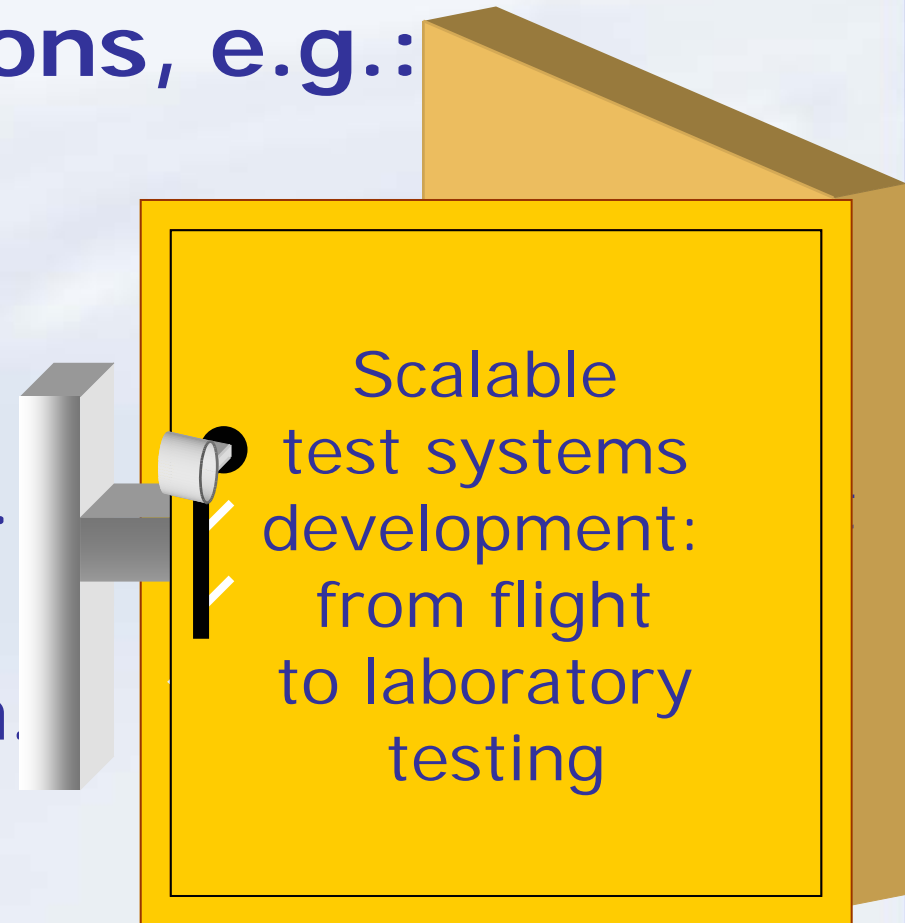 ons, e.g.:
Scalable
test systems
development:
from flight
to laboratory
testing